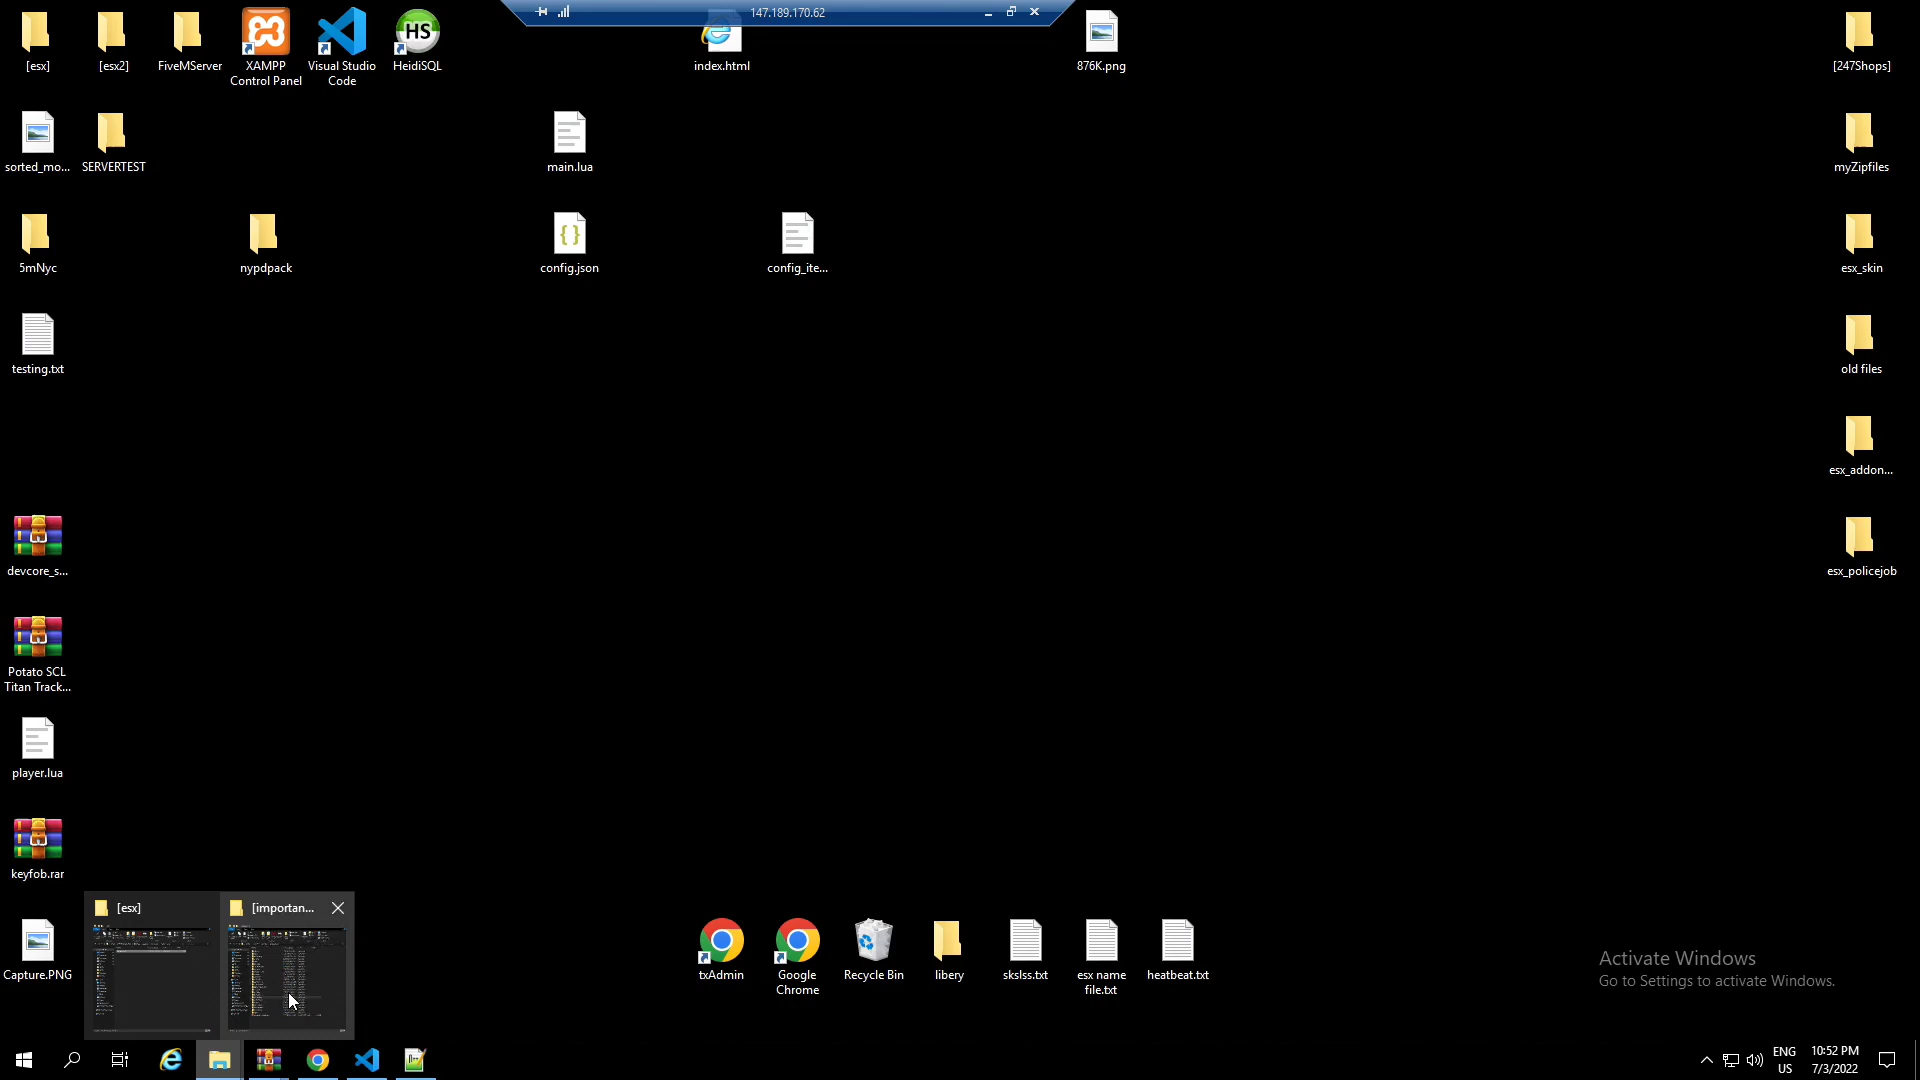 147.189.170.62
[esx]
[esx2]
FiveMServer
XAMPP
Control Panel
Visual Studio
Code
HS
HeidiSQL
index.html
876K.png
[247Shops]
sorted_mo...
SERVERTEST
main.lua
myZipfiles
5mNyc
nypdpack
{}
config.json
config_ite...
esx_skin
testing.txt
old files
esx_addon...
devcore_s...
esx_policejob
Potato SCL
Titan Track...
player.lua
keyfob.rar
[esx]
[importan...
Capture.PNG
txAdmin
Google
Chrome
Recycle Bin
libery
skslss.txt
esx name
file.txt
heatbeat.txt
Activate Windows
Go to Settings to activate Windows.
ENG
US
10:52 PM
7/3/2022